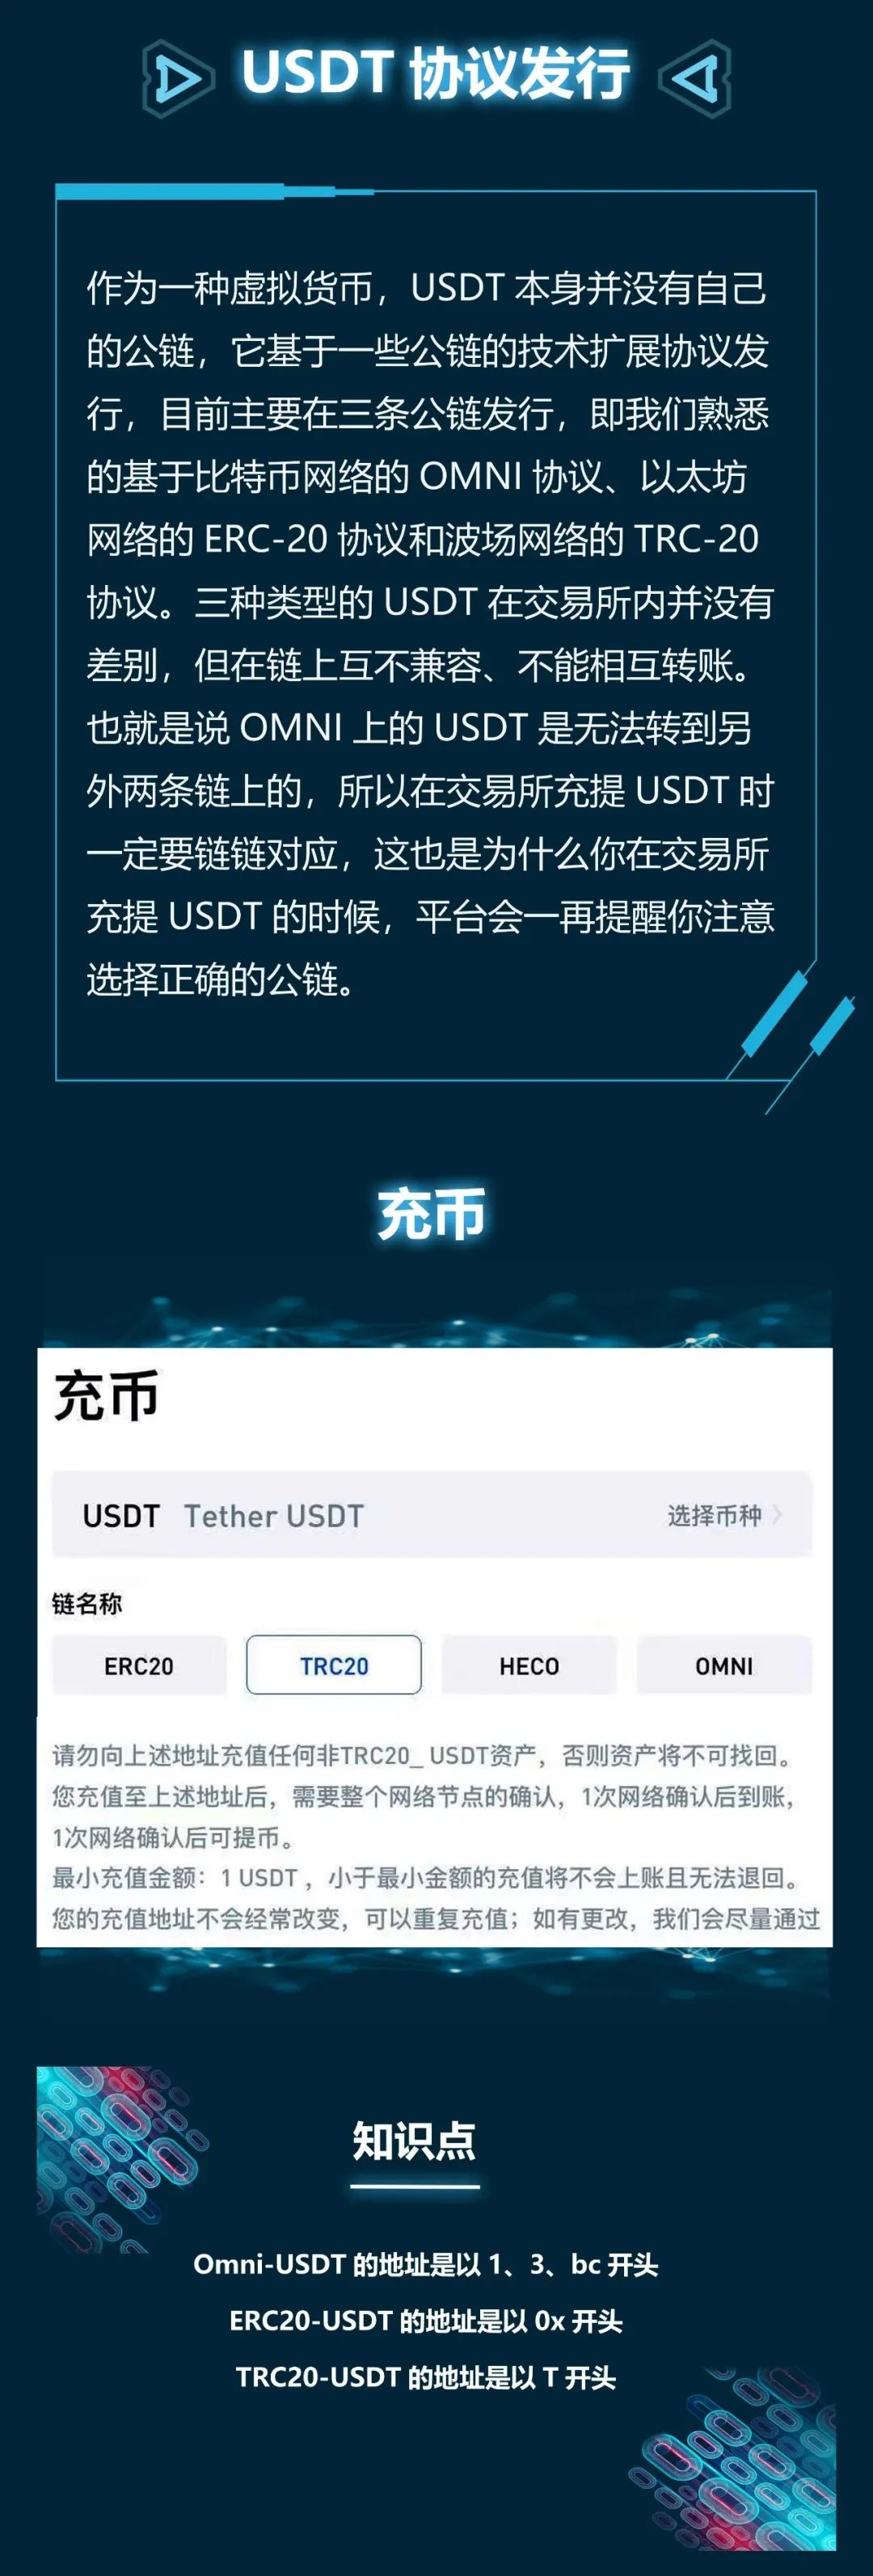 USDT 协议发行
作为一种虚拟货币，USDT 本身并没有自己
的公链，它基于一些公链的技术扩展协议发
行，目前主要在三条公链发行，即我们熟悉
的基于比特币网络的 OMNI 协议、以太坊
网络的 ERC-20 协议和波场网络的 TRC-20
协议。三种类型的 USDT 在交易所内并没有
差别，但在链上互不兼容、不能相互转账。
也就是说 OMNI 上的 USDT 是无法转到另
外两条链上的，所以在交易所充提 USDT 时
一定要链链对应，这也是为什么你在交易所
充提 USDT 的时候，平台会一再提醒你注意
选择正确的公链。
充币
充币
USDT Tether USDT 选择币种
链名称
ERC20 TRC20 HECO OMNI
请勿向上述地址充值任何非TRC20_ USDT资产，否则资产将不可找回。
您充值至上述地址后，需要整个网络节点的确认，1次网络确认后到账，
1次网络确认后可提币。
最小充值金额：1 USDT ，小于最小金额的充值将不会上账且无法退回。
您的充值地址不会经常改变，可以重复充值；如有更改，我们会尽量通过
知识点
Omni-USDT 的地址是以 1、3、bc 开头
ERC20-USDT 的地址是以 0x 开头
TRC20-USDT 的地址是以 T 开头